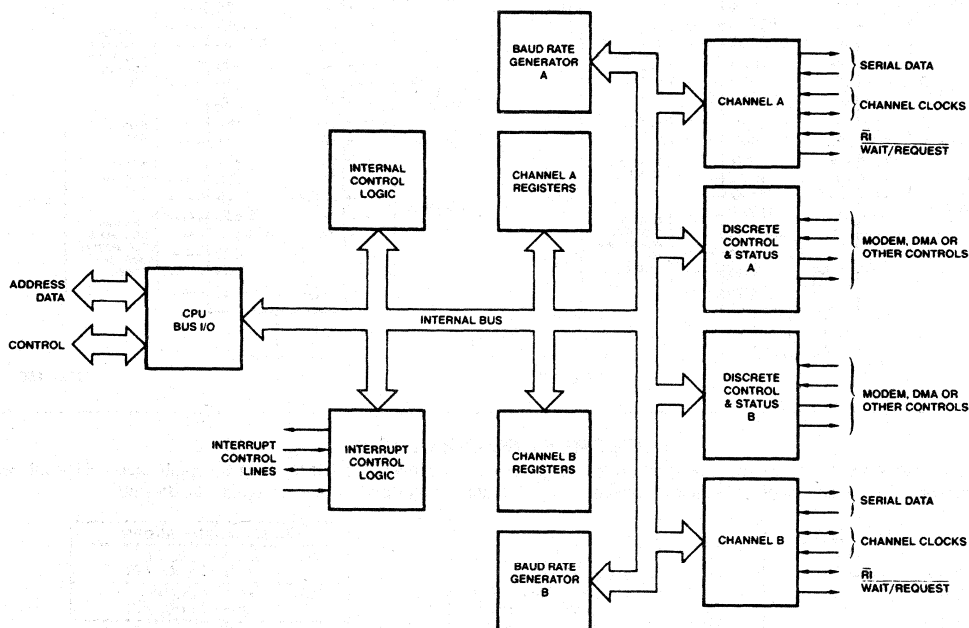 BAUD RATE
GENERATOR
A
CHANNEL A
SERIAL DATA
CHANNEL CLOCKS
RI
WAIT/REQUEST
INTERNAL
CONTROL
LOGIC
CHANNEL A
REGISTERS
DISCRETE
CONTROL
& STATUS
A
MODEM, DMA OR
OTHER CONTROLS
ADDRESS
DATA
CONTROL
CPU
BUS I/O
INTERNAL BUS
DISCRETE
CONTROL
& STATUS
B
MODEM, DMA OR
OTHER CONTROLS
INTERRUPT
CONTROL
LINES
INTERRUPT
CONTROL
LOGIC
CHANNEL B
REGISTERS
BAUD RATE
GENERATOR
B
CHANNEL B
SERIAL DATA
CHANNEL CLOCKS
RI
WAIT/REQUEST